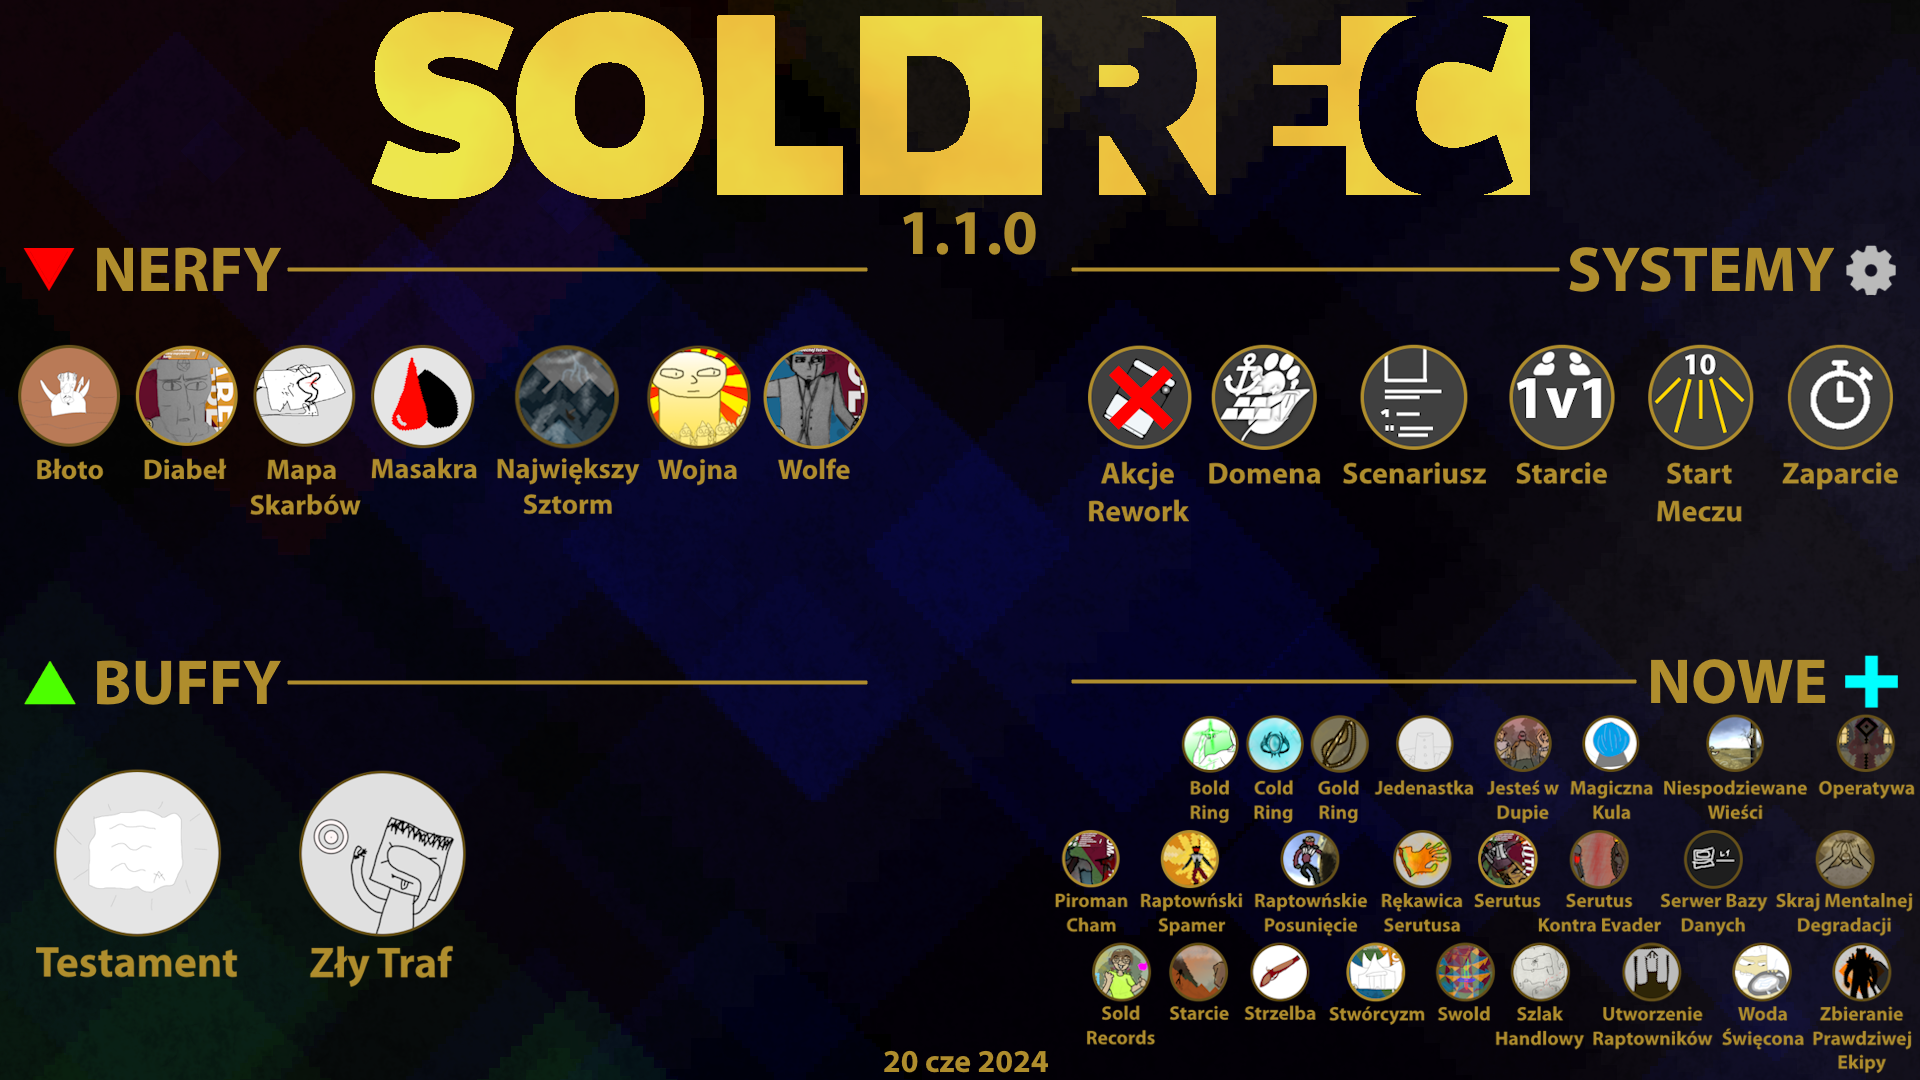 SOLD REC
1.1.0
NERFY
Błoto
Diabeł
Mapa
Skarbów
Masakra
Największy
Sztorm
Wojna
Wolfe
SYSTEMY
1v1
10
Akcje
Rework
Domena
Scenariusz
Starcie
Start
Meczu
Zaparcie
BUFFY
Testament
Zły Traf
NOWE
Bold
Ring
Cold
Ring
Gold
Ring
Jedenastka
Jesteś w
Dupie
Magiczna
Kula
Niespodziewane
Wieści
Operatywa
Piroman
Cham
Raptowński
Spamer
Raptowńskie
Posunięcie
Rękawica
Serutusa
Serutus
Serutus
Kontra Evader
L1
Serwer Bazy
Danych
Skraj Mentalnej
Degradacji
Sold
Records
Starcie
Strzelba
Stwórcyzm
Swold
Szlak
Handlowy
Utworzenie
Raptowników
Woda
Święcona
Zbieranie
Prawdziwej
Ekipy
20 cze 2024